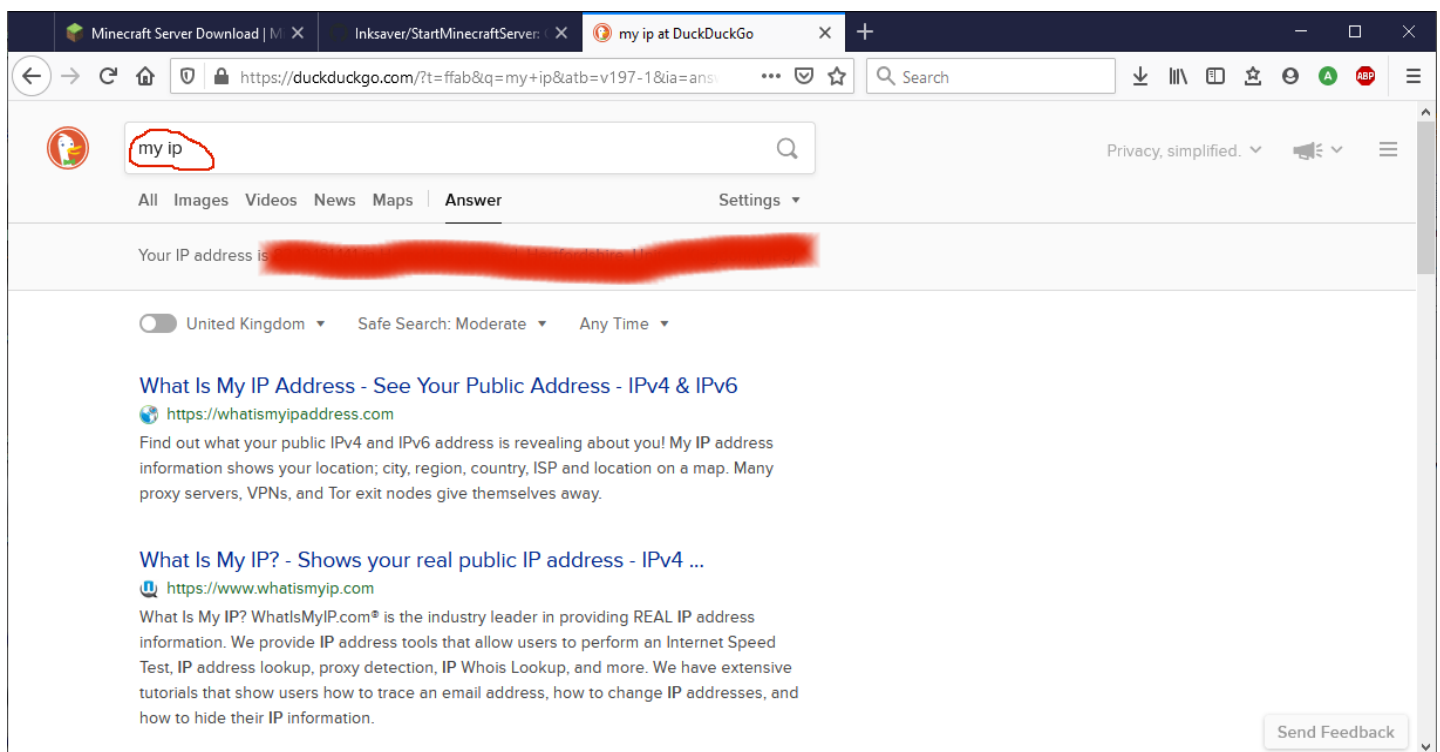 Minecraft Server Download | Mi
Inksaver/StartMinecraftServer: (
my ip at DuckDuckGo
https://duckduckgo.com/?t=ffab&q=my+ip&atb=v197-1&ia=ans
Search
ABP
my ip
Privacy, simplified.
All Images Videos News Maps Answer
Settings
Your IP address is
United Kingdom
Safe Search: Moderate
Any Time
What Is My IP Address - See Your Public Address - IPv4 & IPv6
https://whatismyipaddress.com
Find out what your public IPv4 and IPv6 address is revealing about you! My IP address
information shows your location; city, region, country, ISP and location on a map. Many
proxy servers, VPNs, and Tor exit nodes give themselves away.
What Is My IP? - Shows your real public IP address - IPv4 ...
https://www.whatismyip.com
What Is My IP? WhatIsMyIP.com® is the industry leader in providing REAL IP address
information. We provide IP address tools that allow users to perform an Internet Speed
Test, IP address lookup, proxy detection, IP Whois Lookup, and more. We have extensive
tutorials that show users how to trace an email address, how to change IP addresses, and
how to hide their IP information.
Send Feedback